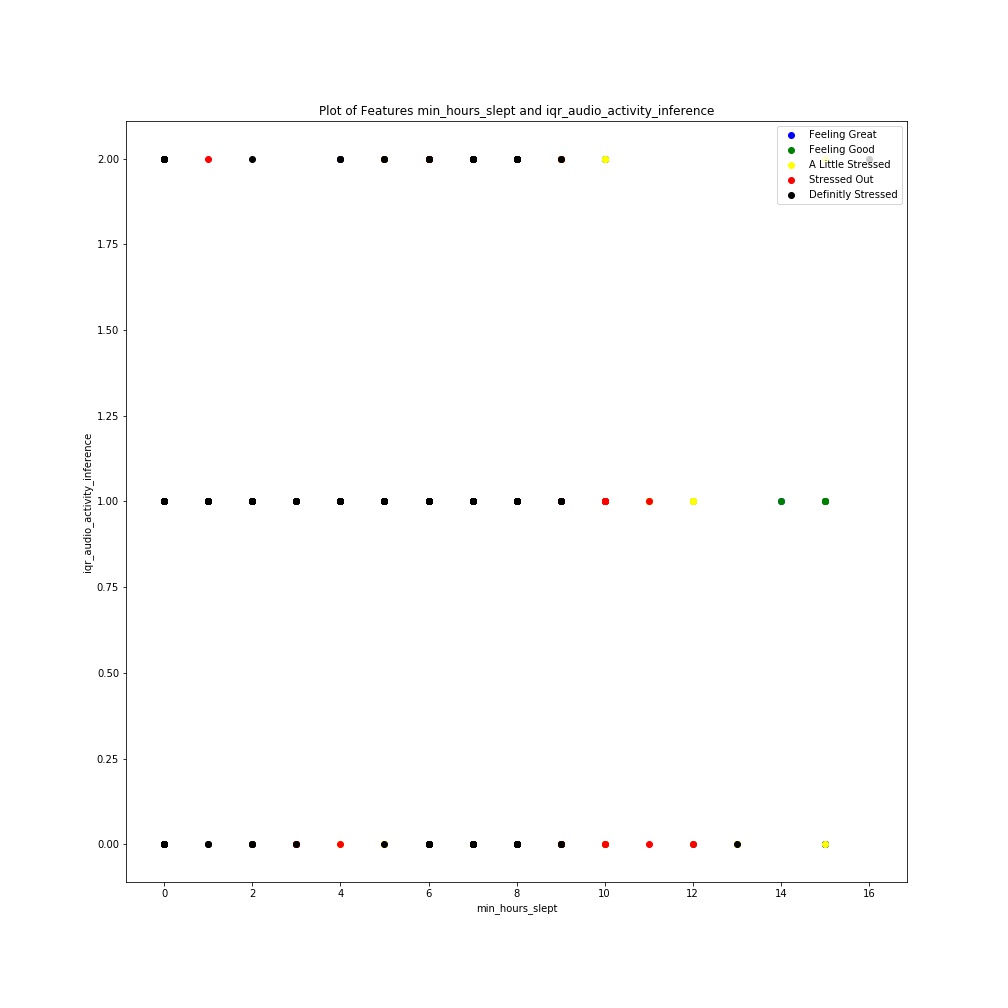 Plot of Features min_hours_slept and iqr_audio_activity_inference
Feeling Great
Feeling Good
A Little Stressed
Stressed Out
Definitly Stressed
2.00
1.75
1.50
1.25
1.00
0.75
0.50
0.25
0.00
iqr_audio_activity_inference
0 2 4 6 8 10 12 14 16
min_hours_slept